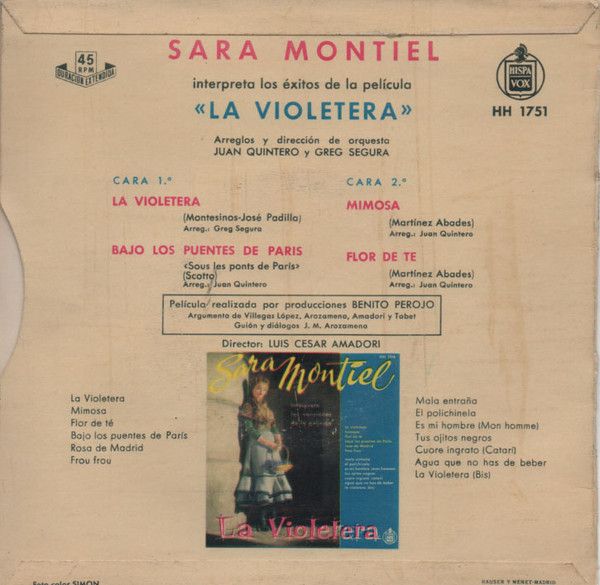 45
RPM
DURACION EXTENDIDA
SARA MONTIEL
interpreta los éxitos de la película
«LA VIOLETERA»
HISPA
VOX
HH 1751
Arreglos y dirección de orquesta
JUAN QUINTERO y GREG SEGURA
CARA 1.ª
LA VIOLETERA
(Montesinos-José Padilla)
Arreg.: Greg Segura
BAJO LOS PUENTES DE PARIS
<Sous les ponts de París>
(Scotto)
Arreg.: Juan Quintero
CARA 2.ª
MIMOSA
(Martínez Abades)
Arreg.: Juan Quintero
FLOR DE TE
(Martínez Abades)
Arreg.: Juan Quintero
Película realizada por producciones BENITO PEROJO
Argumento de Villegas López, Arozamena, Amadori y Tobet
Guión y diálogos J. M. Arozamena
Director: LUIS CESAR AMADORI
La Violetera
Mimosa
Flor de té
Bajo los puentes de París
Rosa de Madrid
Frou frou
Sara Montiel
La Violetera
Mala entraña
El polichinela
Es mi hombre (Mon homme)
Tus ojitos negros
Cuore ingrato (Catarí)
Agua que no has de beber
La Violetera (Bis)
SIMON
HAUSER Y MENET-MADRID